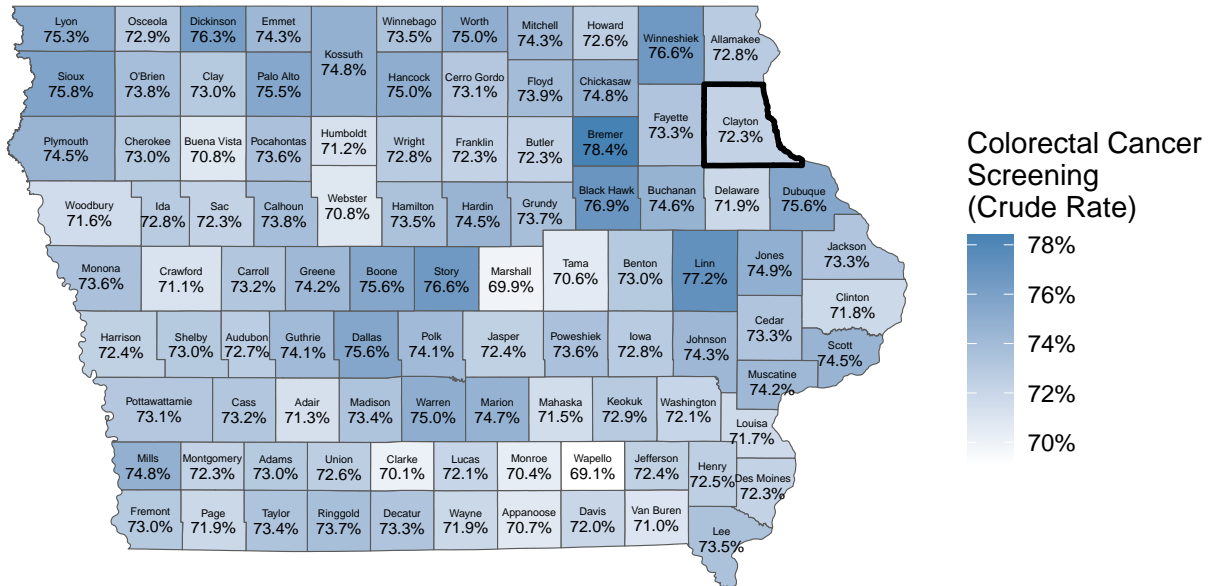 Lyon
75.3%
Osceola
72.9%
Dickinson
76.3%
Emmet
74.3%
Winnebago
73.5%
Worth
75.0%
Mitchell
74.3%
Howard
72.6%
Winneshiek
76.6%
Allamakee
72.8%
Kossuth
74.8%
Sioux
75.8%
O'Brien
73.8%
Clay
73.0%
Palo Alto
75.5%
Hancock
75.0%
Cerro Gordo
73.1%
Floyd
73.9%
Chickasaw
74.8%
Fayette
73.3%
Clayton
72.3%
Plymouth
74.5%
Cherokee
73.0%
Buena Vista
70.8%
Pocahontas
73.6%
Humboldt
71.2%
Wright
72.8%
Franklin
72.3%
Butler
72.3%
Bremer
78.4%
Woodbury
71.6%
Ida
72.8%
Sac
72.3%
Calhoun
73.8%
Webster
70.8%
Hamilton
73.5%
Hardin
74.5%
Grundy
73.7%
Black Hawk
76.9%
Buchanan
74.6%
Delaware
71.9%
Dubuque
75.6%
Monona
73.6%
Crawford
71.1%
Carroll
73.2%
Greene
74.2%
Boone
75.6%
Story
76.6%
Marshall
69.9%
Tama
70.6%
Benton
73.0%
Linn
77.2%
Jones
74.9%
Jackson
73.3%
Clinton
71.8%
Harrison
72.4%
Shelby
73.0%
Audubon
72.7%
Guthrie
74.1%
Dallas
75.6%
Polk
74.1%
Jasper
72.4%
Poweshiek
73.6%
Iowa
72.8%
Johnson
74.3%
Cedar
73.3%
Scott
74.5%
Muscatine
74.2%
Pottawattamie
73.1%
Cass
73.2%
Adair
71.3%
Madison
73.4%
Warren
75.0%
Marion
74.7%
Mahaska
71.5%
Keokuk
72.9%
Washington
72.1%
Louisa
71.7%
Mills
74.8%
Montgomery
72.3%
Adams
73.0%
Union
72.6%
Clarke
70.1%
Lucas
72.1%
Monroe
70.4%
Wapello
69.1%
Jefferson
72.4%
Henry
72.5%
Des Moines
72.3%
Fremont
73.0%
Page
71.9%
Taylor
73.4%
Ringgold
73.7%
Decatur
73.3%
Wayne
71.9%
Appanoose
70.7%
Davis
72.0%
Van Buren
71.0%
Lee
73.5%
Colorectal Cancer
Screening
(Crude Rate)
78%
76%
74%
72%
70%